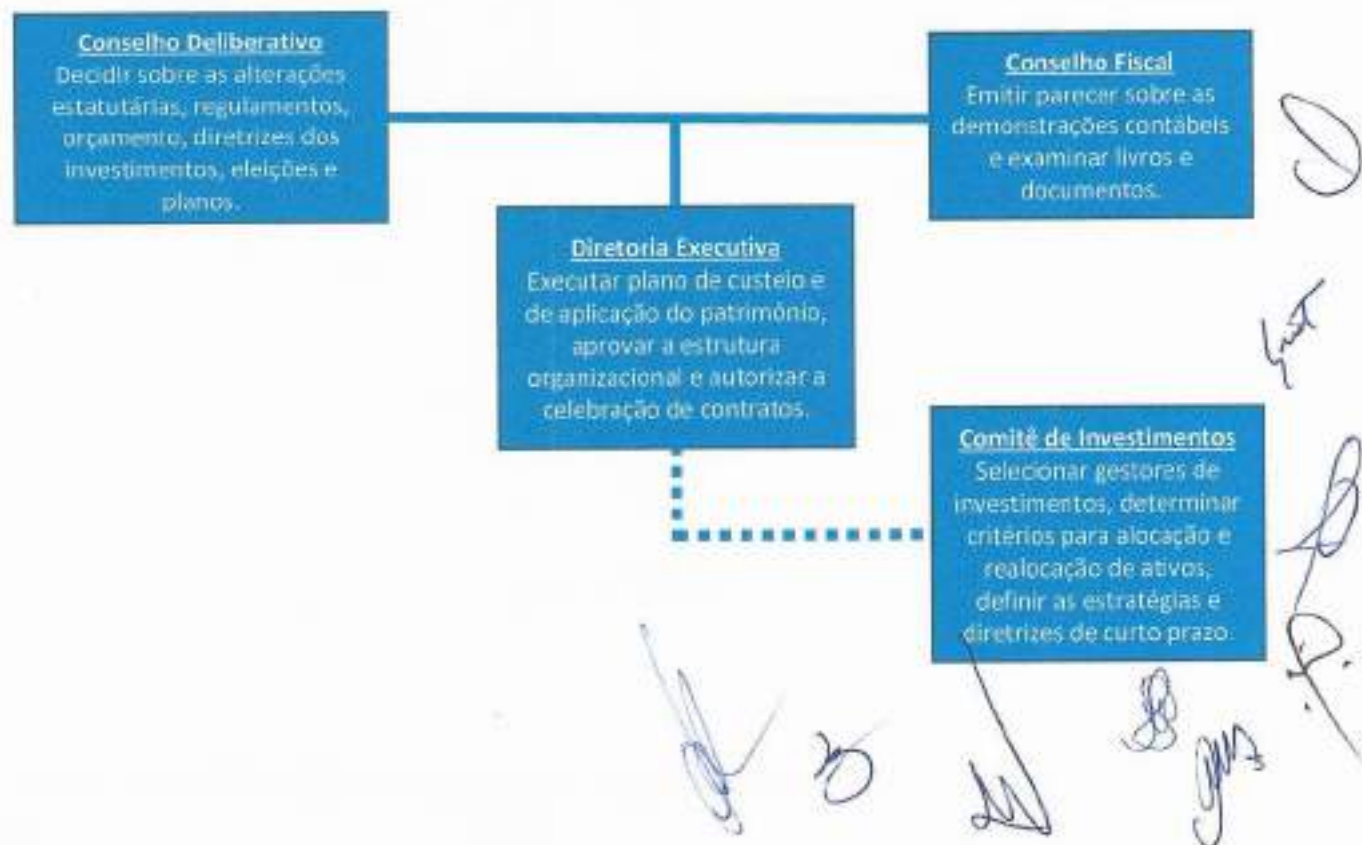 Conselho Deliberativo
Decidir sobre as alterações
estatutárias, regulamentos,
orçamento, diretrizes dos
investimentos, eleições e
planos.
Conselho Fiscal
Emitir parecer sobre as
demonstrações contábeis
e examinar livros e
documentos.
Diretoria Executiva
Executar plano de custeio e
de aplicação do patrimônio,
aprovar a estrutura
organizacional e autorizar a
celebração de contratos.
Comitê de Investimentos
Selecionar gestores de
investimentos, determinar
critérios para alocação e
realocação de ativos,
definir as estratégias e
diretrizes de curto prazo.